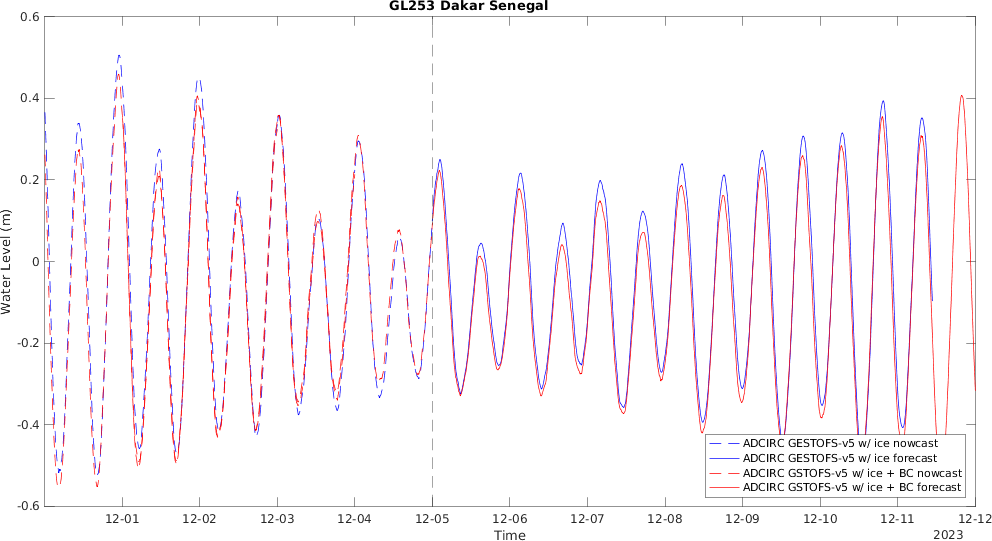 GL253 Dakar Senegal
0.6
0.4
0.2
0
-0.2
-0.4
-0.6
Water Level (m)
ADCIRC GESTOFS-v5 w/ ice nowcast
ADCIRC GESTOFS-v5 w/ ice forecast
ADCIRC GSTOFS-v5 w/ ice + BC nowcast
ADCIRC GSTOFS-v5 w/ ice + BC forecast
12-01 12-02 12-03 12-04 12-05 12-06 12-07 12-08 12-09 12-10 12-11 12-12
Time
2023